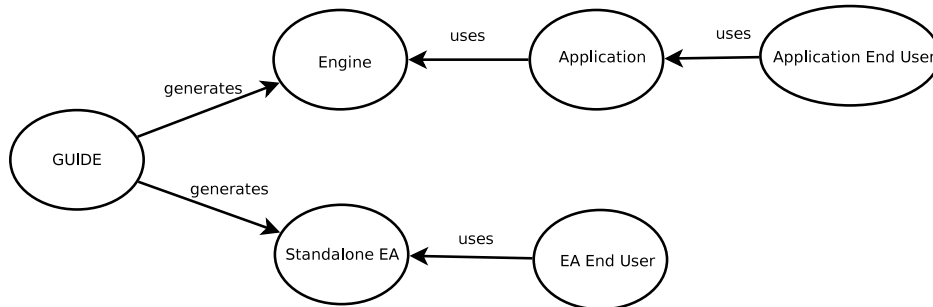 uses
uses
Engine
Application
Application End User
generates
GUIDE
generates
uses
Standalone EA
EA End User